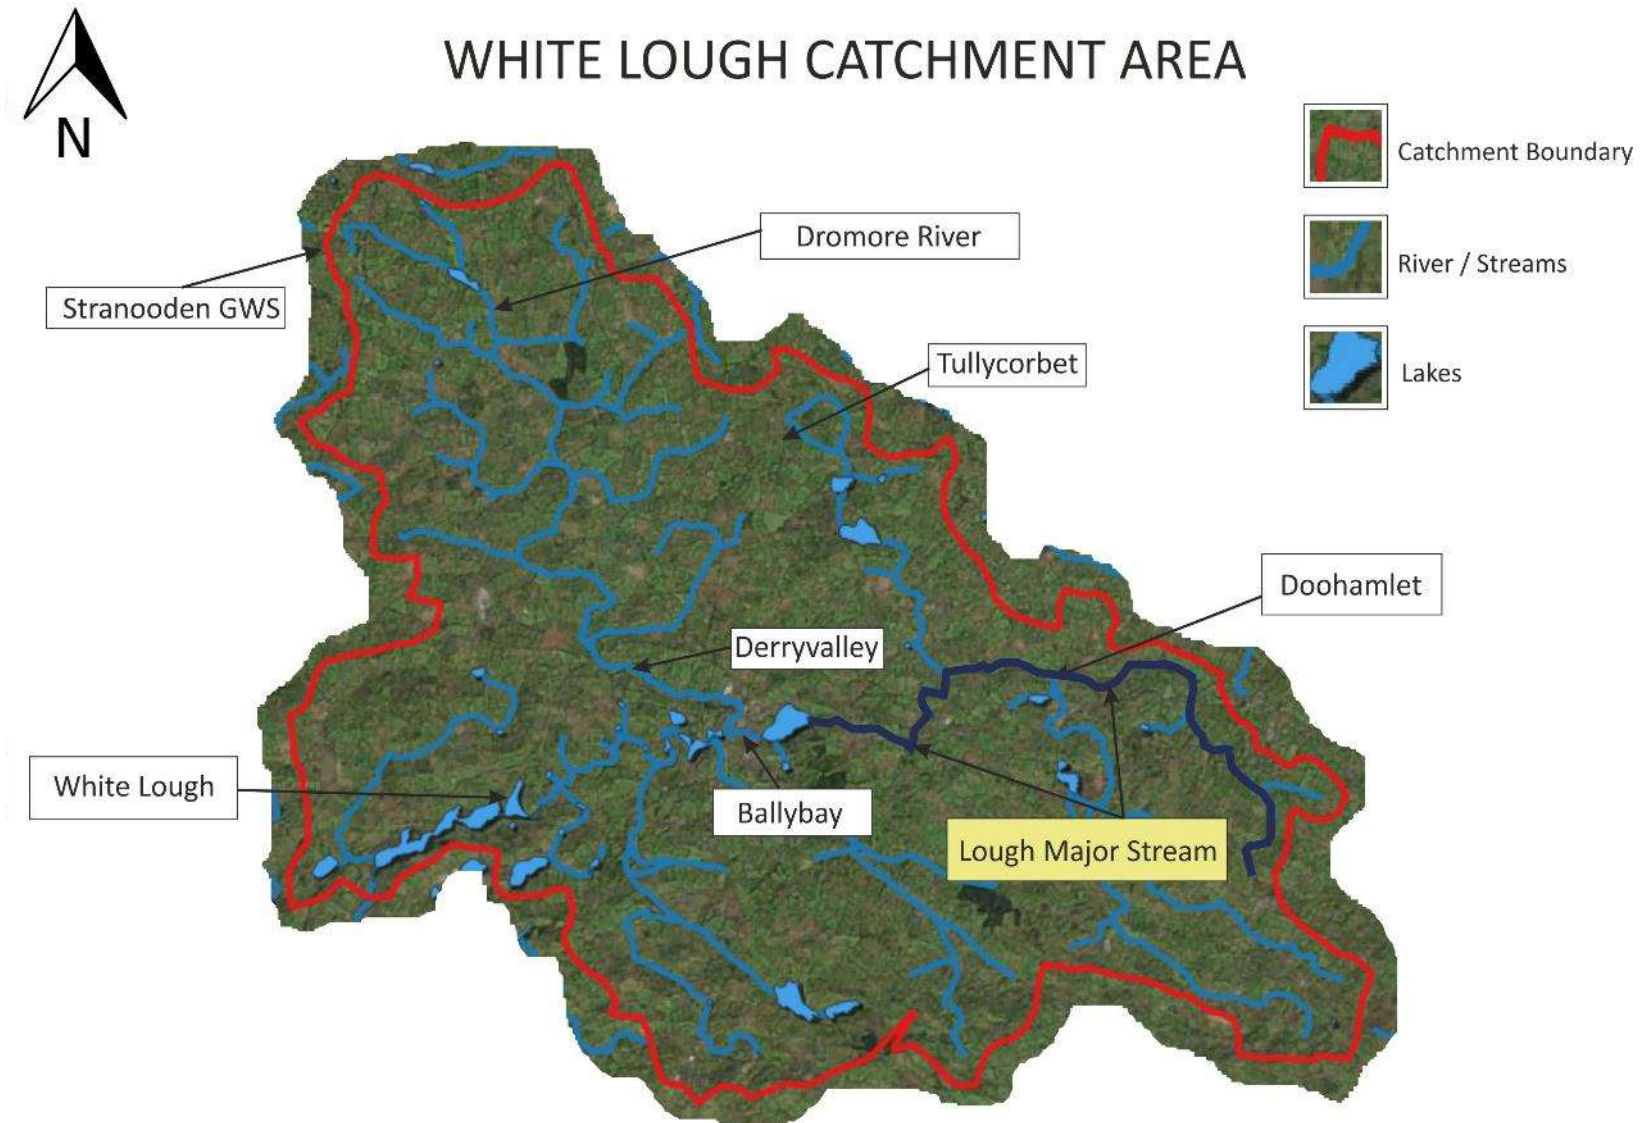 WHITE LOUGH CATCHMENT AREA
N
Catchment Boundary
Dromore River
River / Streams
Stranooden GWS
Tullycorbet
Lakes
Doohamlet
Derryvalley
White Lough
Ballybay
Lough Major Stream